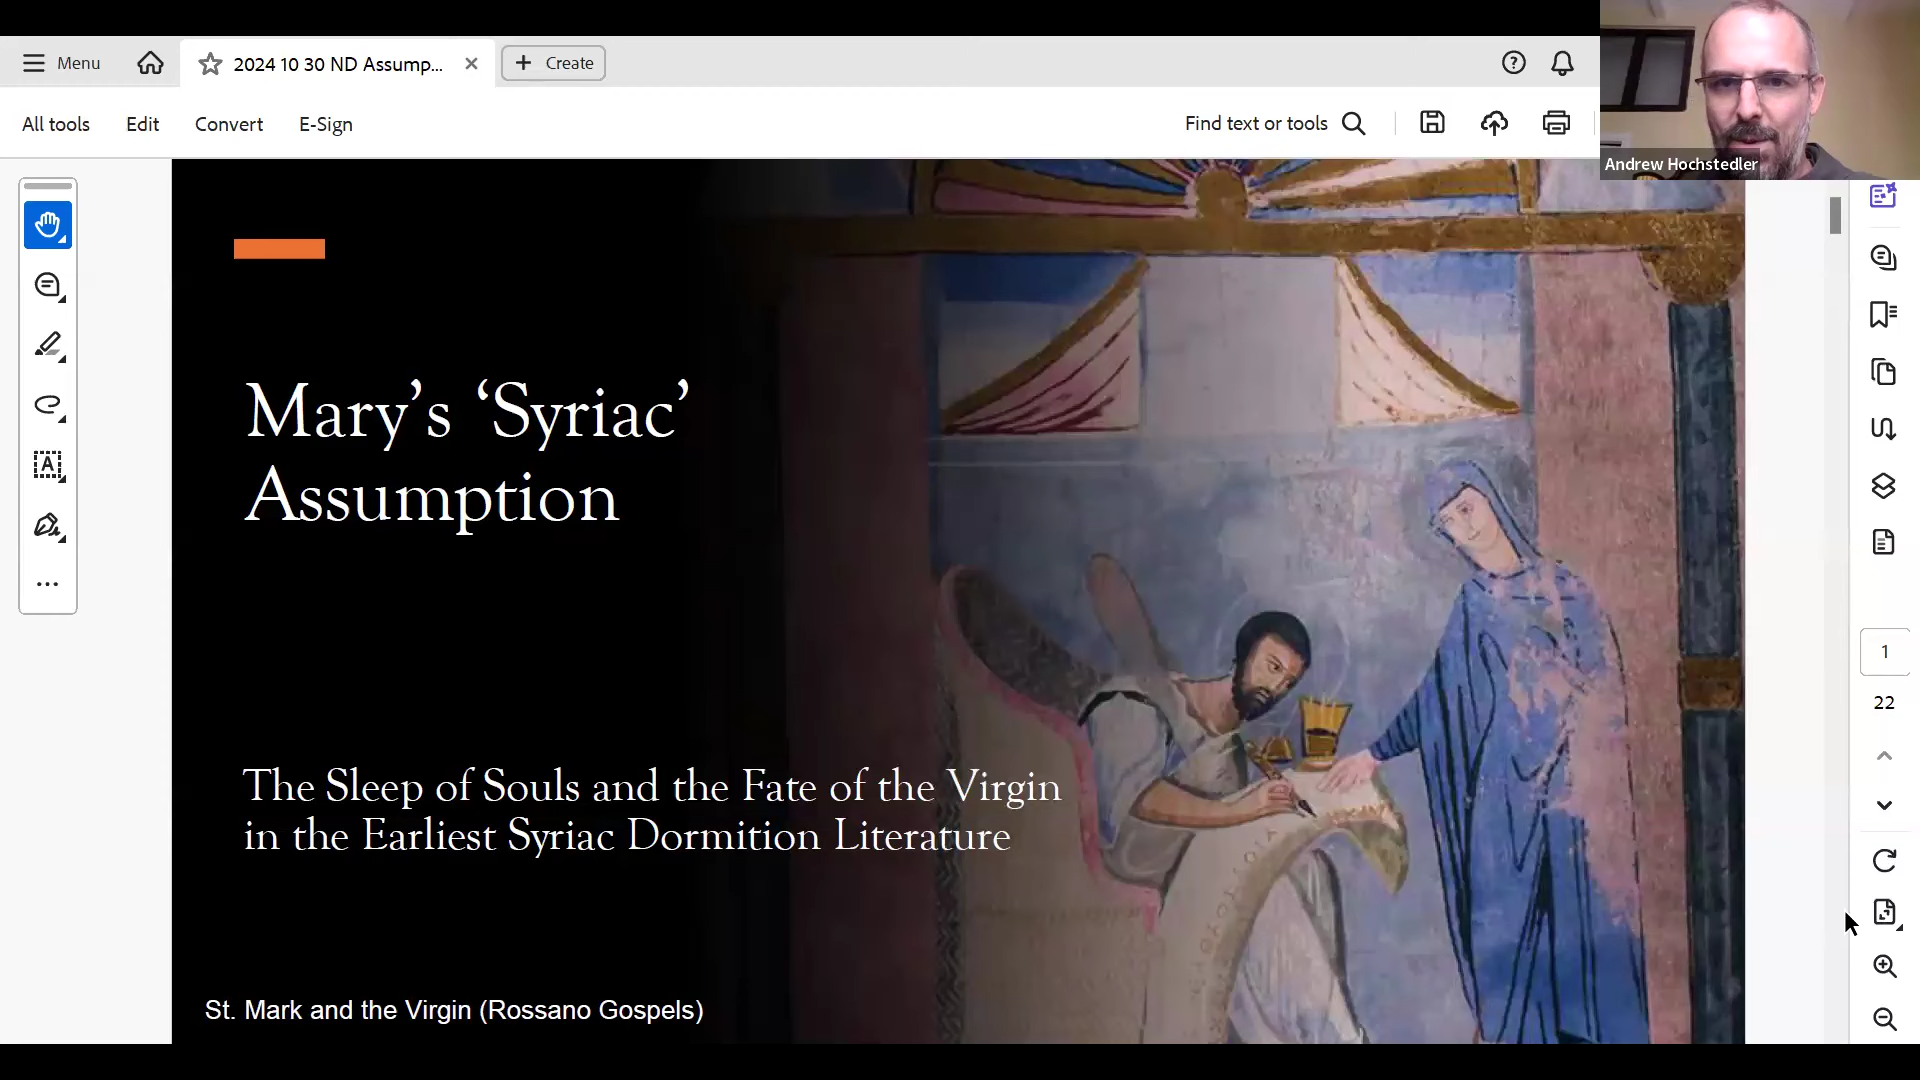 Menu
2024 10 30 ND Assump...
Create
All tools
Edit
Convert
E-Sign
Find text or tools
Andrew Hochstedler
Mary’s ‘Syriac’
Assumption
The Sleep of Souls and the Fate of the Virgin
in the Earliest Syriac Dormition Literature
St. Mark and the Virgin (Rossano Gospels)
1
22